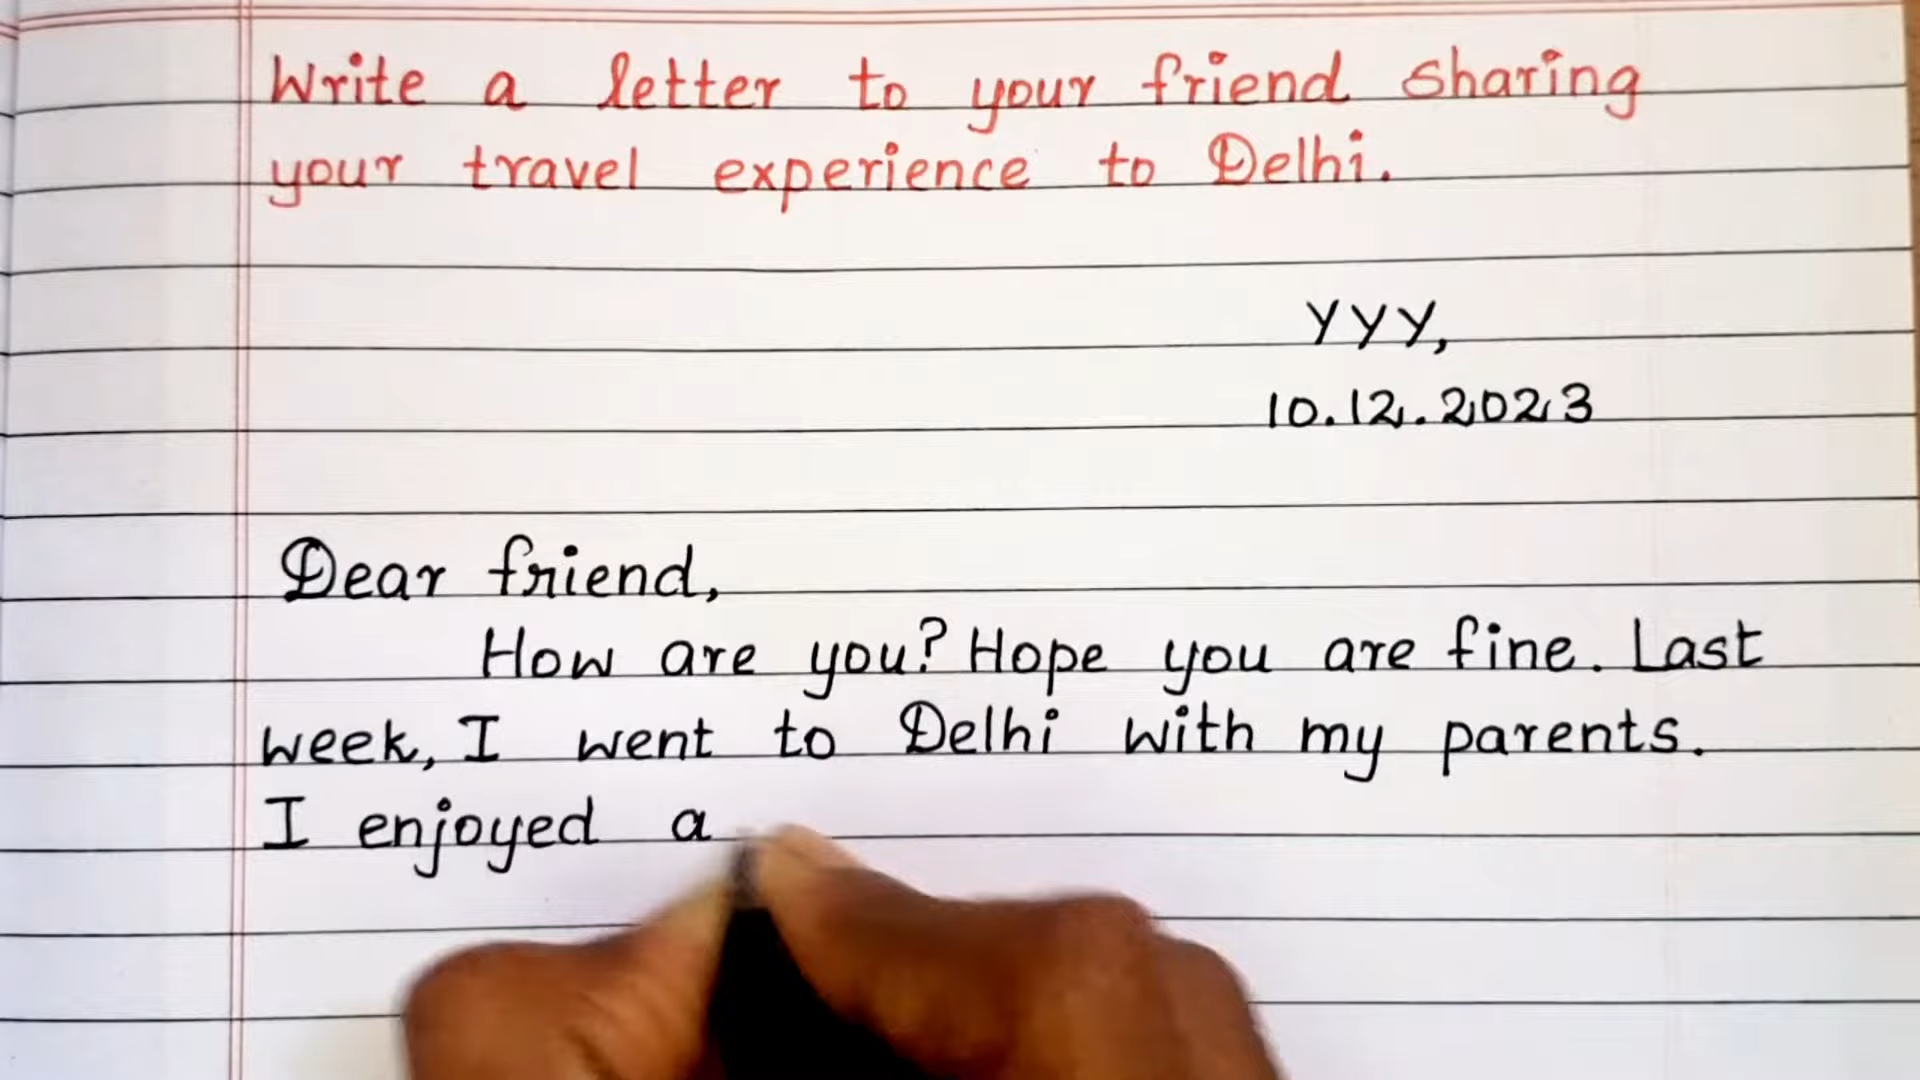 Write a letter to your friend sharing
your travel experience to Delhi.
YYY,
10.12.2023
Dear friend,
How are you? Hope you are fine. Last
week, I went to Delhi with my parents.
I enjoyed a